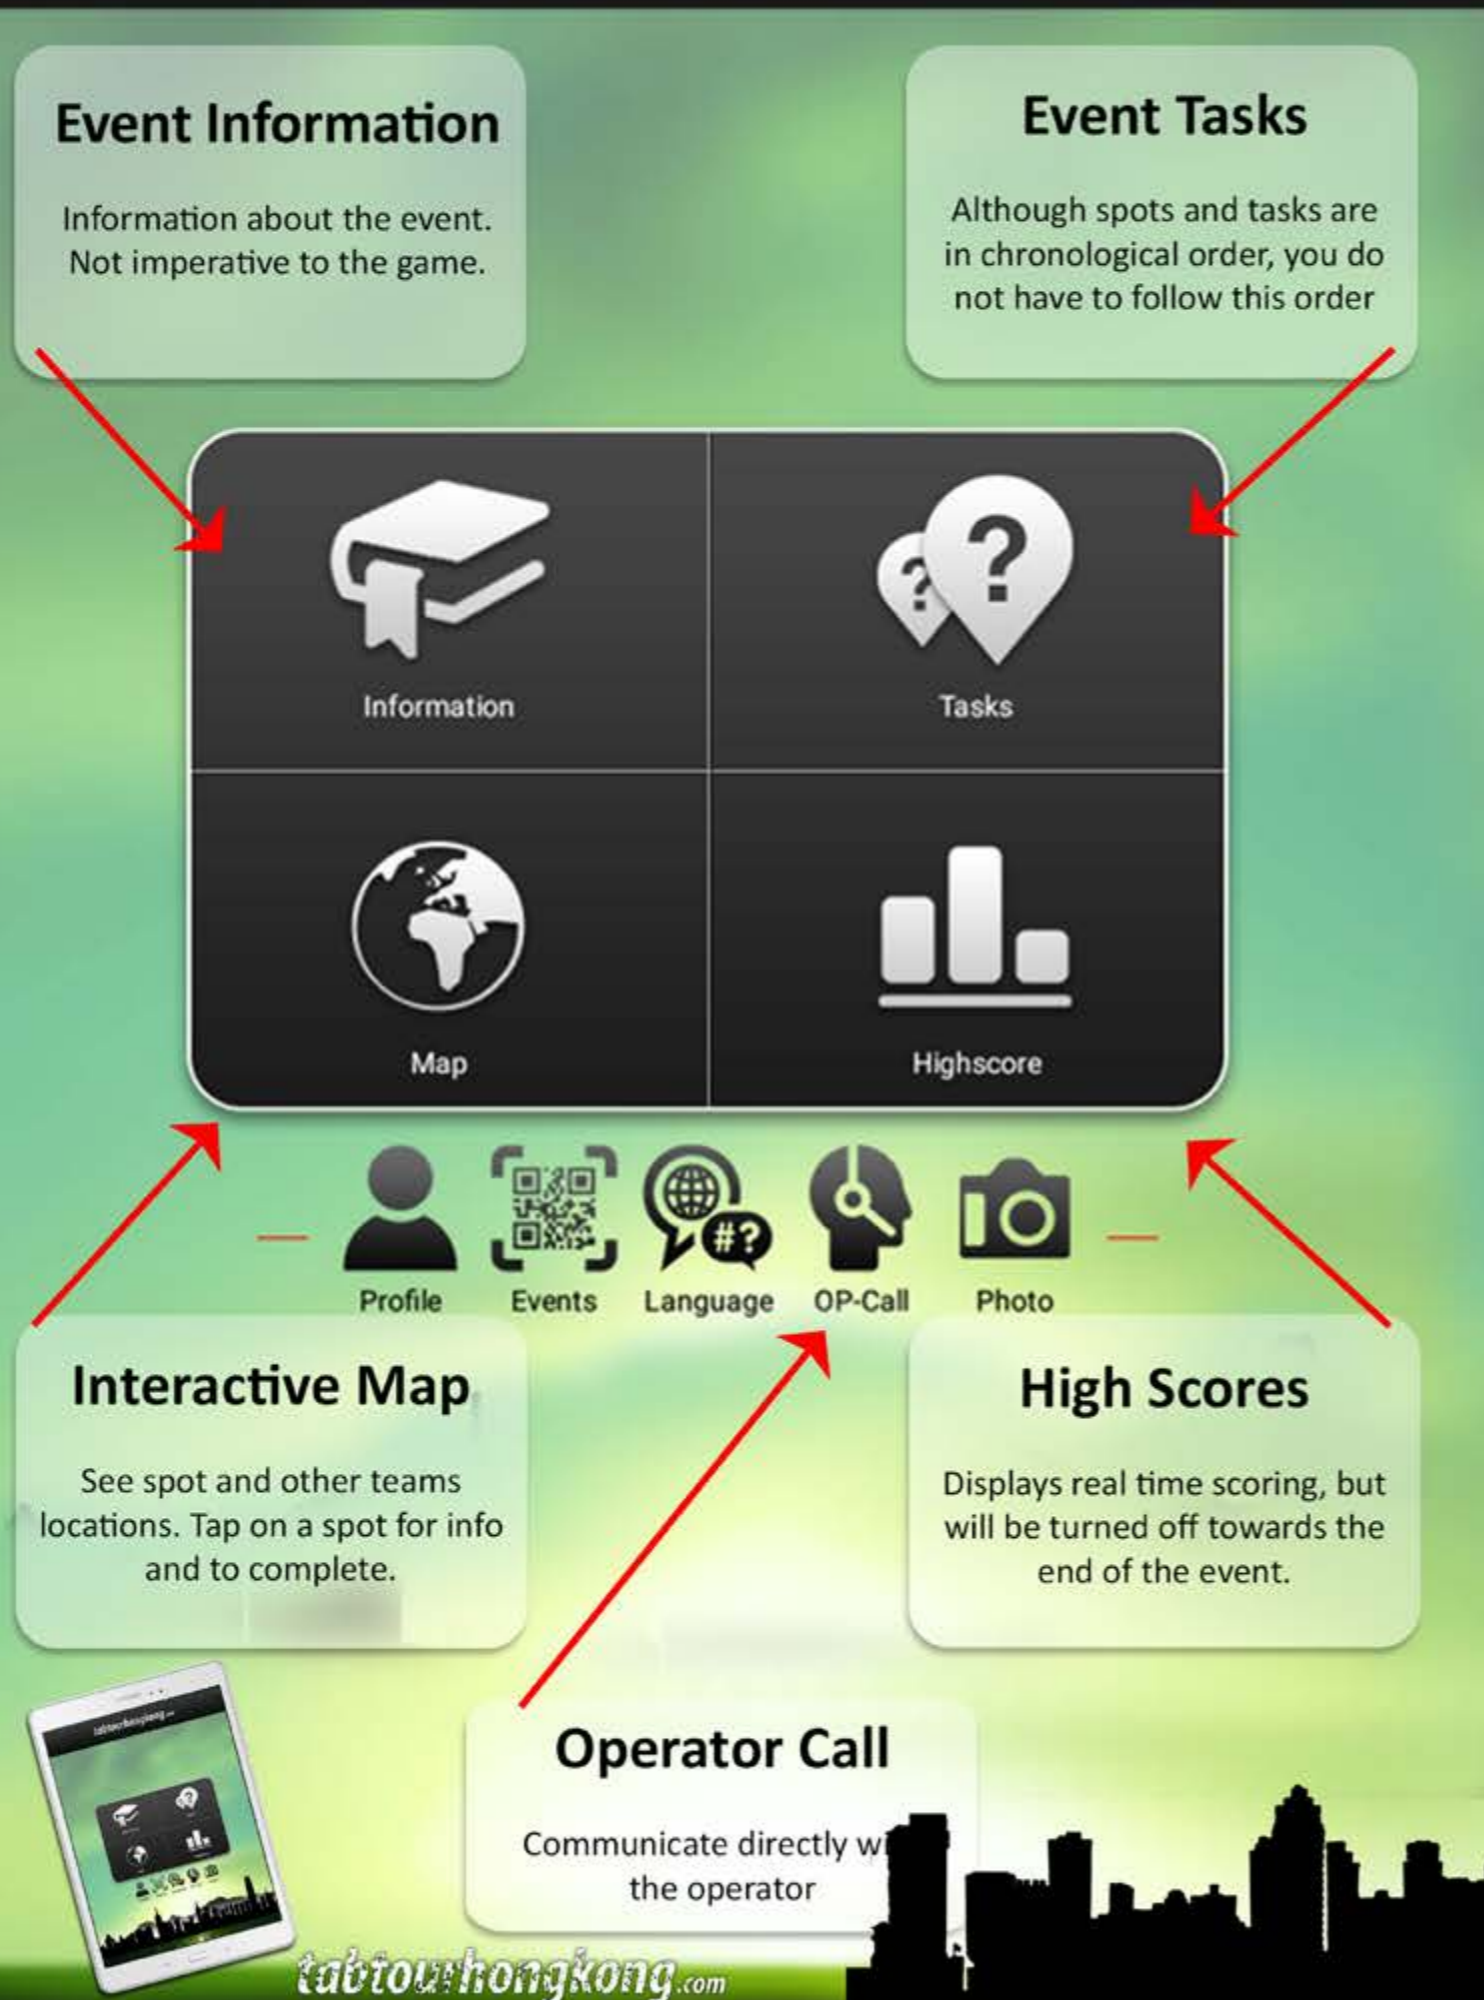 Event Information
Information about the event.
Not imperative to the game.
Event Tasks
Although spots and tasks are
in chronological order, you do
not have to follow this order
Information
Tasks
Map
Highscore
Profile
Events
Language
OP-Call
Photo
#?
Interactive Map
See spot and other teams
locations. Tap on a spot for info
and to complete.
High Scores
Displays real time scoring, but
will be turned off towards the
end of the event.
Operator Call
Communicate directly
the operator
tabtourhongkong.com